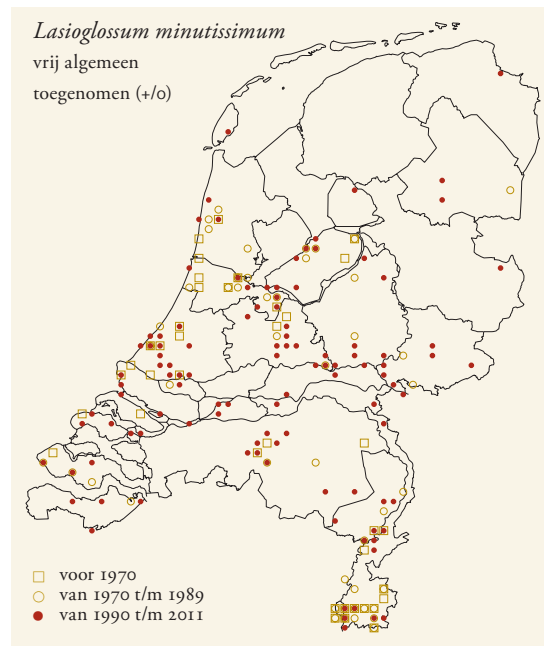 Lasioglossum minutissimum
vrij algemeen
toegenomen (+/0)
voor 1970
van 1970 t/m 1989
van 1990 t/m 2011